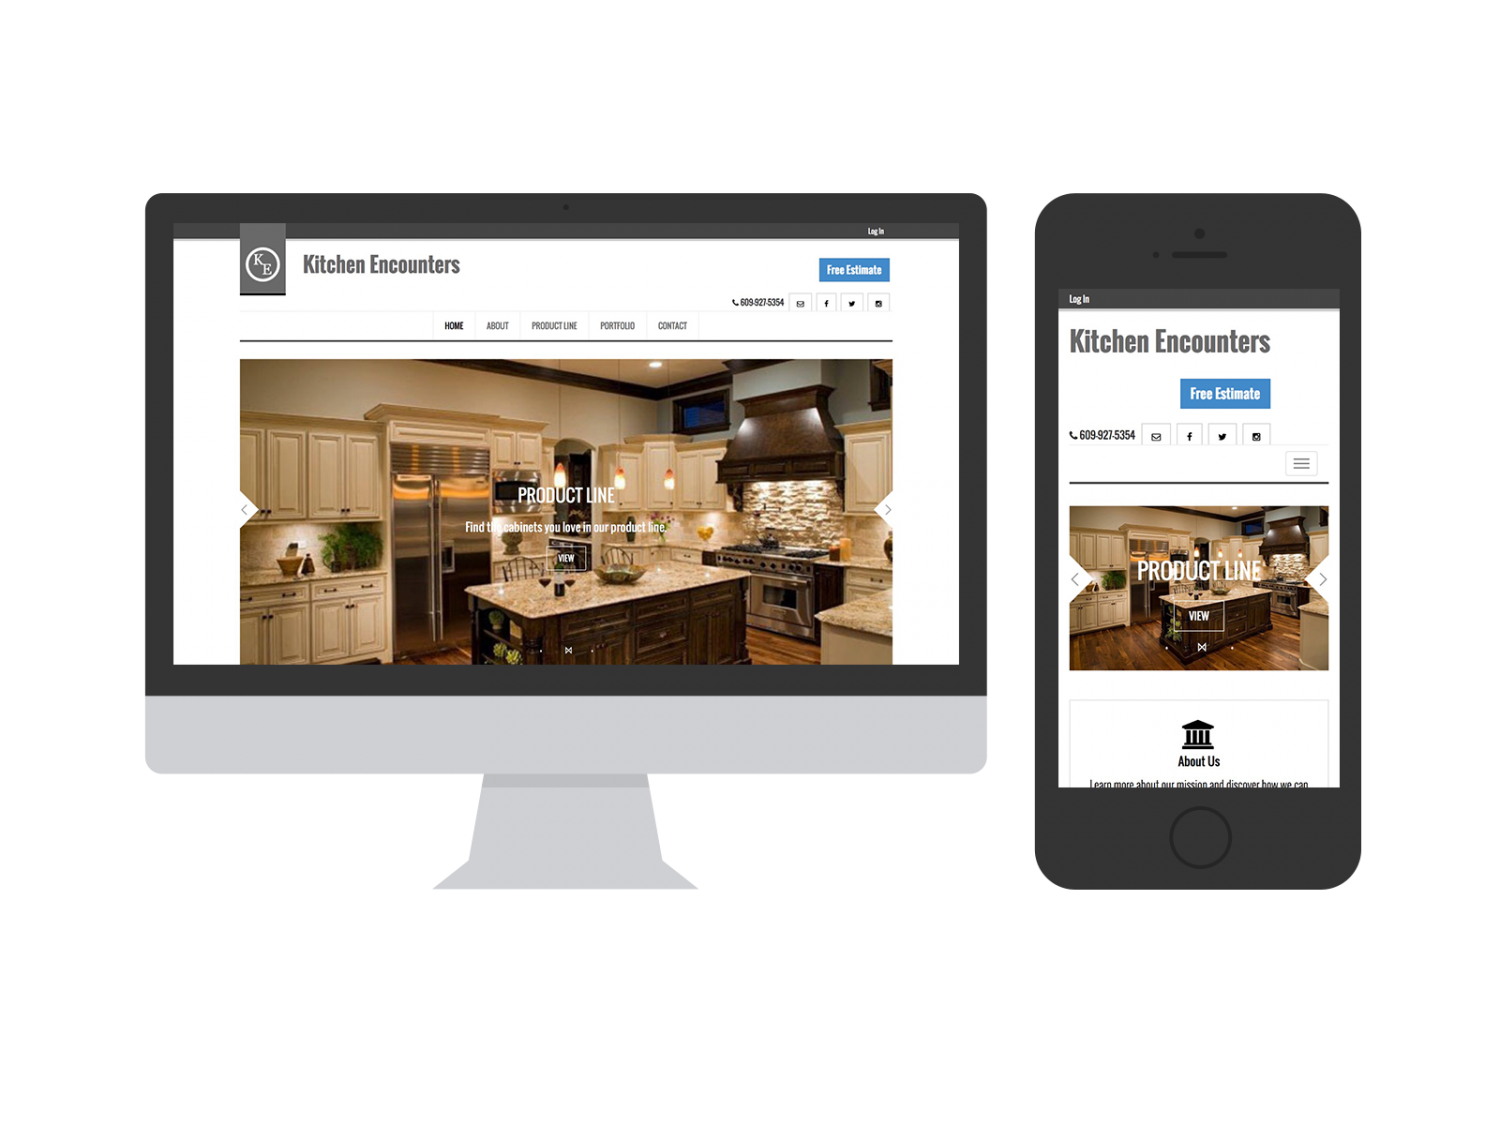 Log In
K E
Kitchen Encounters
Free Estimate
609-927-5354
HOME ABOUT PRODUCT LINE PORTFOLIO CONTACT
PRODUCT LINE
Find the cabinets you love in our product line.
VIEW
Log In
Kitchen Encounters
Free Estimate
609-927-5354
PRODUCT LINE
VIEW
About Us
Learn more about our mission and discover how we can